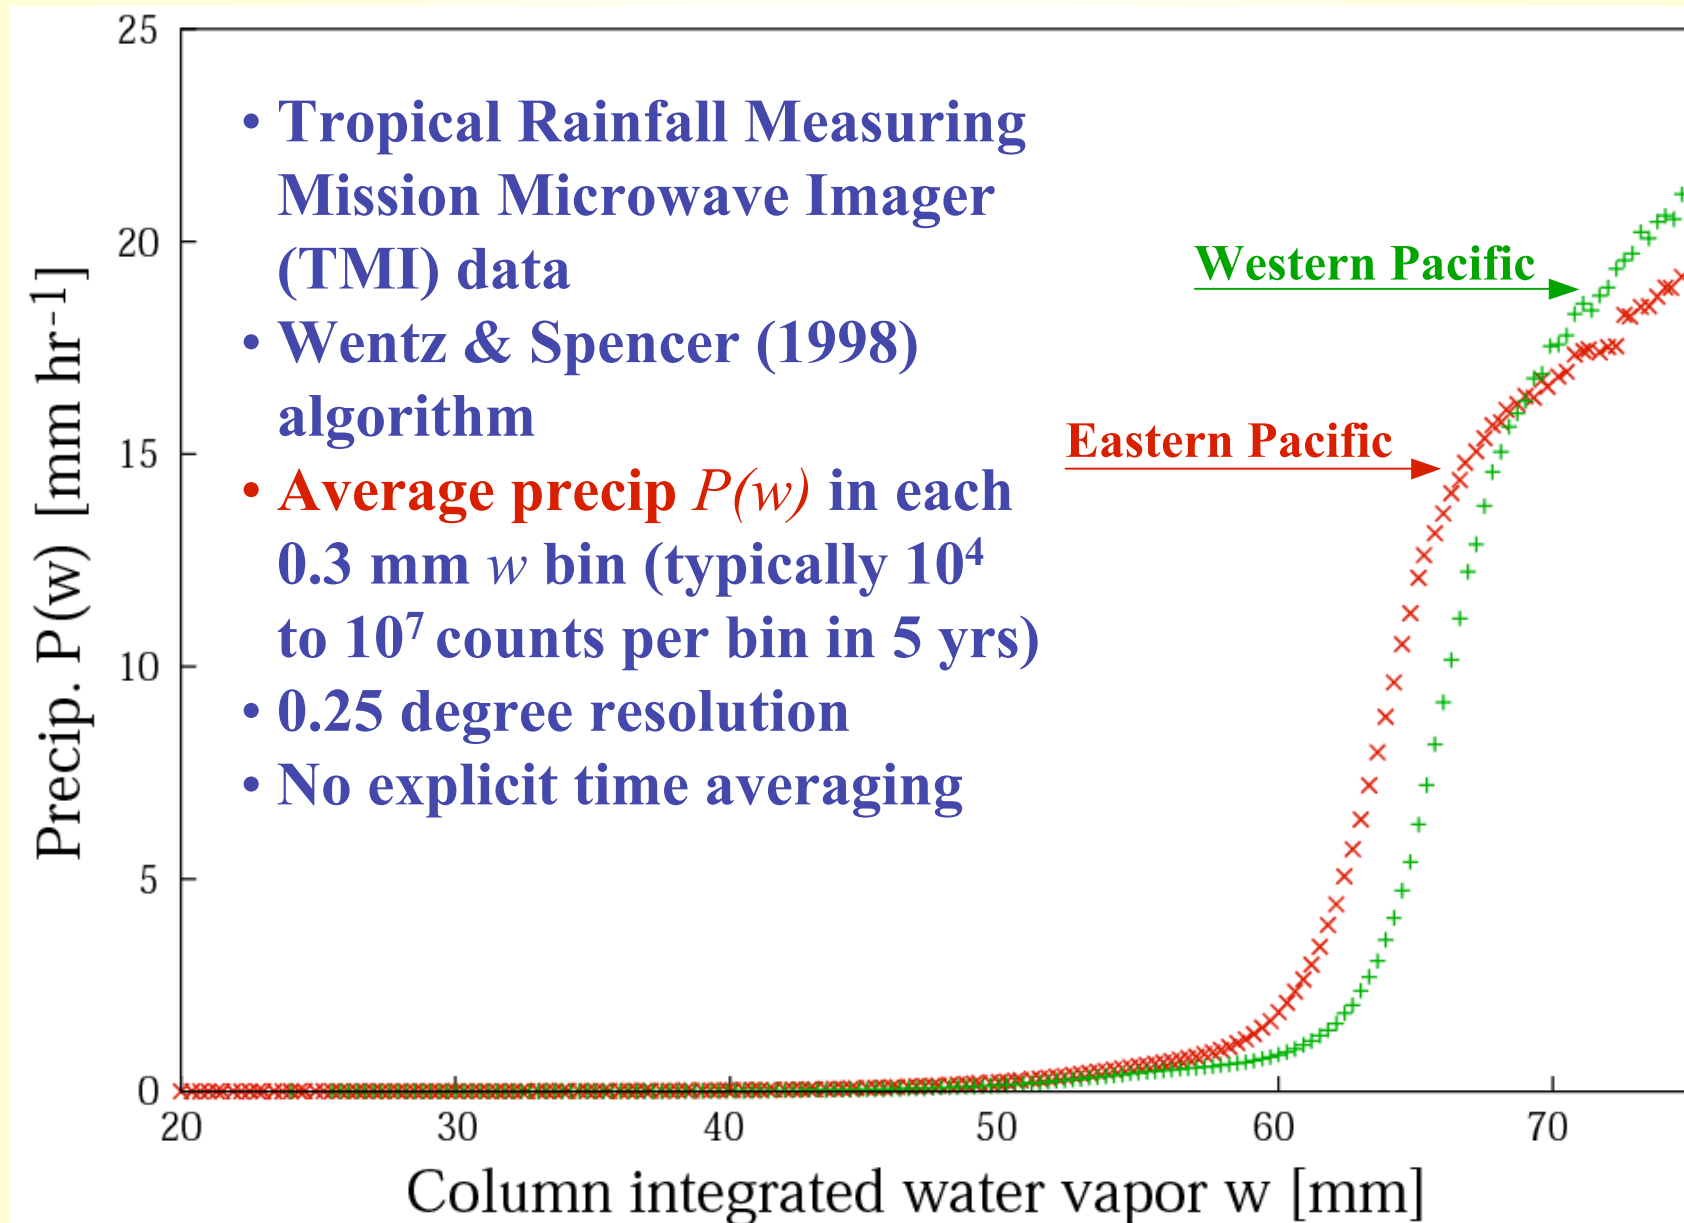 25
20
15
10
5
0
Precip. P(w) [mm hr-1]
• Tropical Rainfall Measuring
Mission Microwave Imager
(TMI) data
• Wentz & Spencer (1998)
algorithm
• Average precip P(w) in each
0.3 mm w bin (typically 10⁴
to 10⁷ counts per bin in 5 yrs)
• 0.25 degree resolution
• No explicit time averaging
Western Pacific
Eastern Pacific
20 30 40 50 60 70
Column integrated water vapor w [mm]